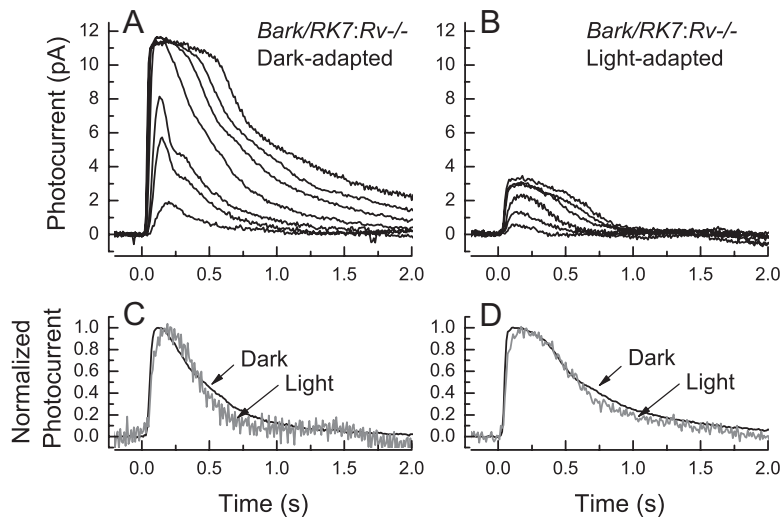 A
Bark/RK7:Rv-/-
Dark-adapted
Photocurrent (pA)
12
10
8
6
4
2
0
0.0 0.5 1.0 1.5 2.0
B
Bark/RK7:Rv-/-
Light-adapted
12
10
8
6
4
2
0
0.0 0.5 1.0 1.5 2.0
C
Normalized
Photocurrent
1.0
0.8
0.6
0.4
0.2
0.0
Dark
Light
0.0 0.5 1.0 1.5 2.0
Time (s)
D
1.0
0.8
0.6
0.4
0.2
0.0
Dark
Light
0.0 0.5 1.0 1.5 2.0
Time (s)